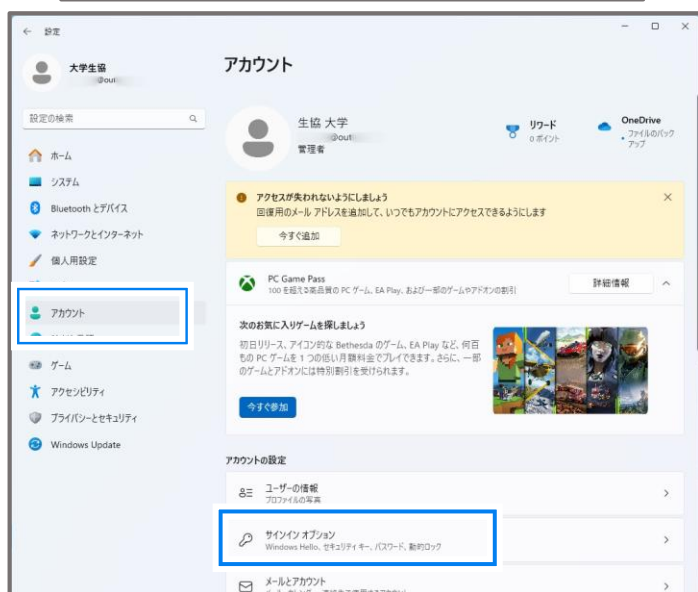 ← 設定
大学生協
@out
設定の検索
ホーム
システム
Bluetooth とデバイス
ネットワークとインターネット
個人用設定
アカウント
ゲーム
アクセシビリティ
プライバシーとセキュリティ
Windows Update
アカウント
生協 大学
@out
管理者
リワード
0 ポイント
OneDrive
• ファイルのバック
アップ
アクセスが失われないようにしましょう
回復用のメール アドレスを追加して、いつでもアカウントにアクセスできるようにします
今すぐ追加
PC Game Pass
100 を超える高品質の PC ゲーム、EA Play、および一部のゲームやアドオンの割引
詳細情報
次のお気に入りゲームを探しましょう
初日リリース、アイコン的な Bethesda のゲーム、EA Play など、何百
もの PC ゲームを 1 つの低い月額料金でプレイできます。さらに、一部
のゲームとアドオンには特別割引を受けられます。
今すぐ参加
アカウントの設定
ユーザーの情報
プロファイルの写真
サインイン オプション
Windows Hello、セキュリティ キー、パスワード、動的ロック
メールとアカウント